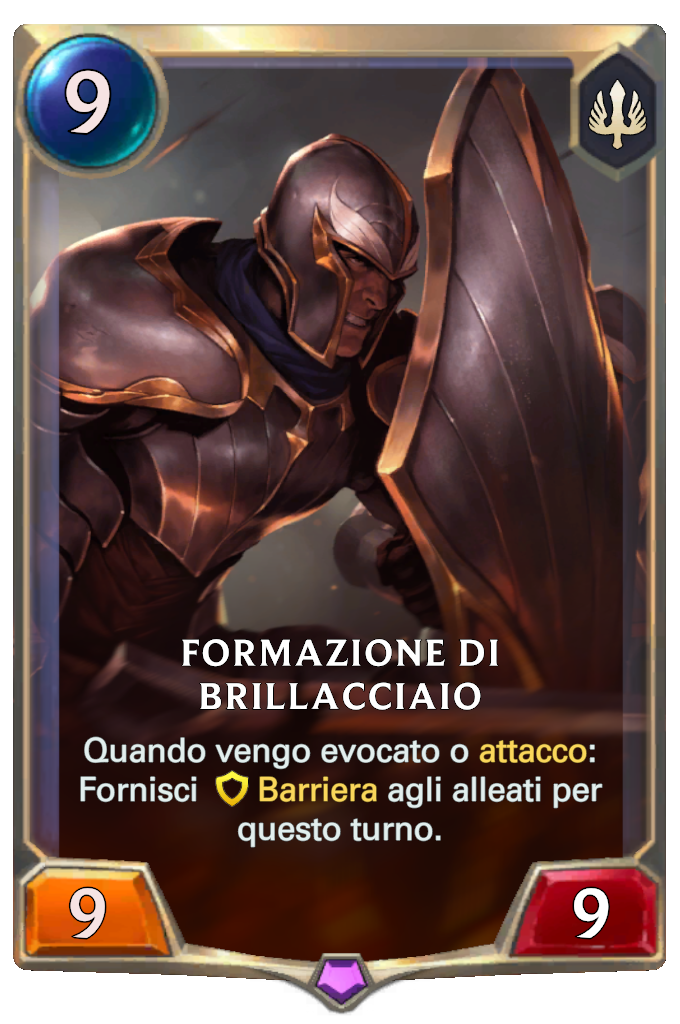 9
FORMAZIONE DI
BRILLACCIAIO
Quando vengo evocato o attacco:
Fornisci Barriera agli alleati per
questo turno.
9
9